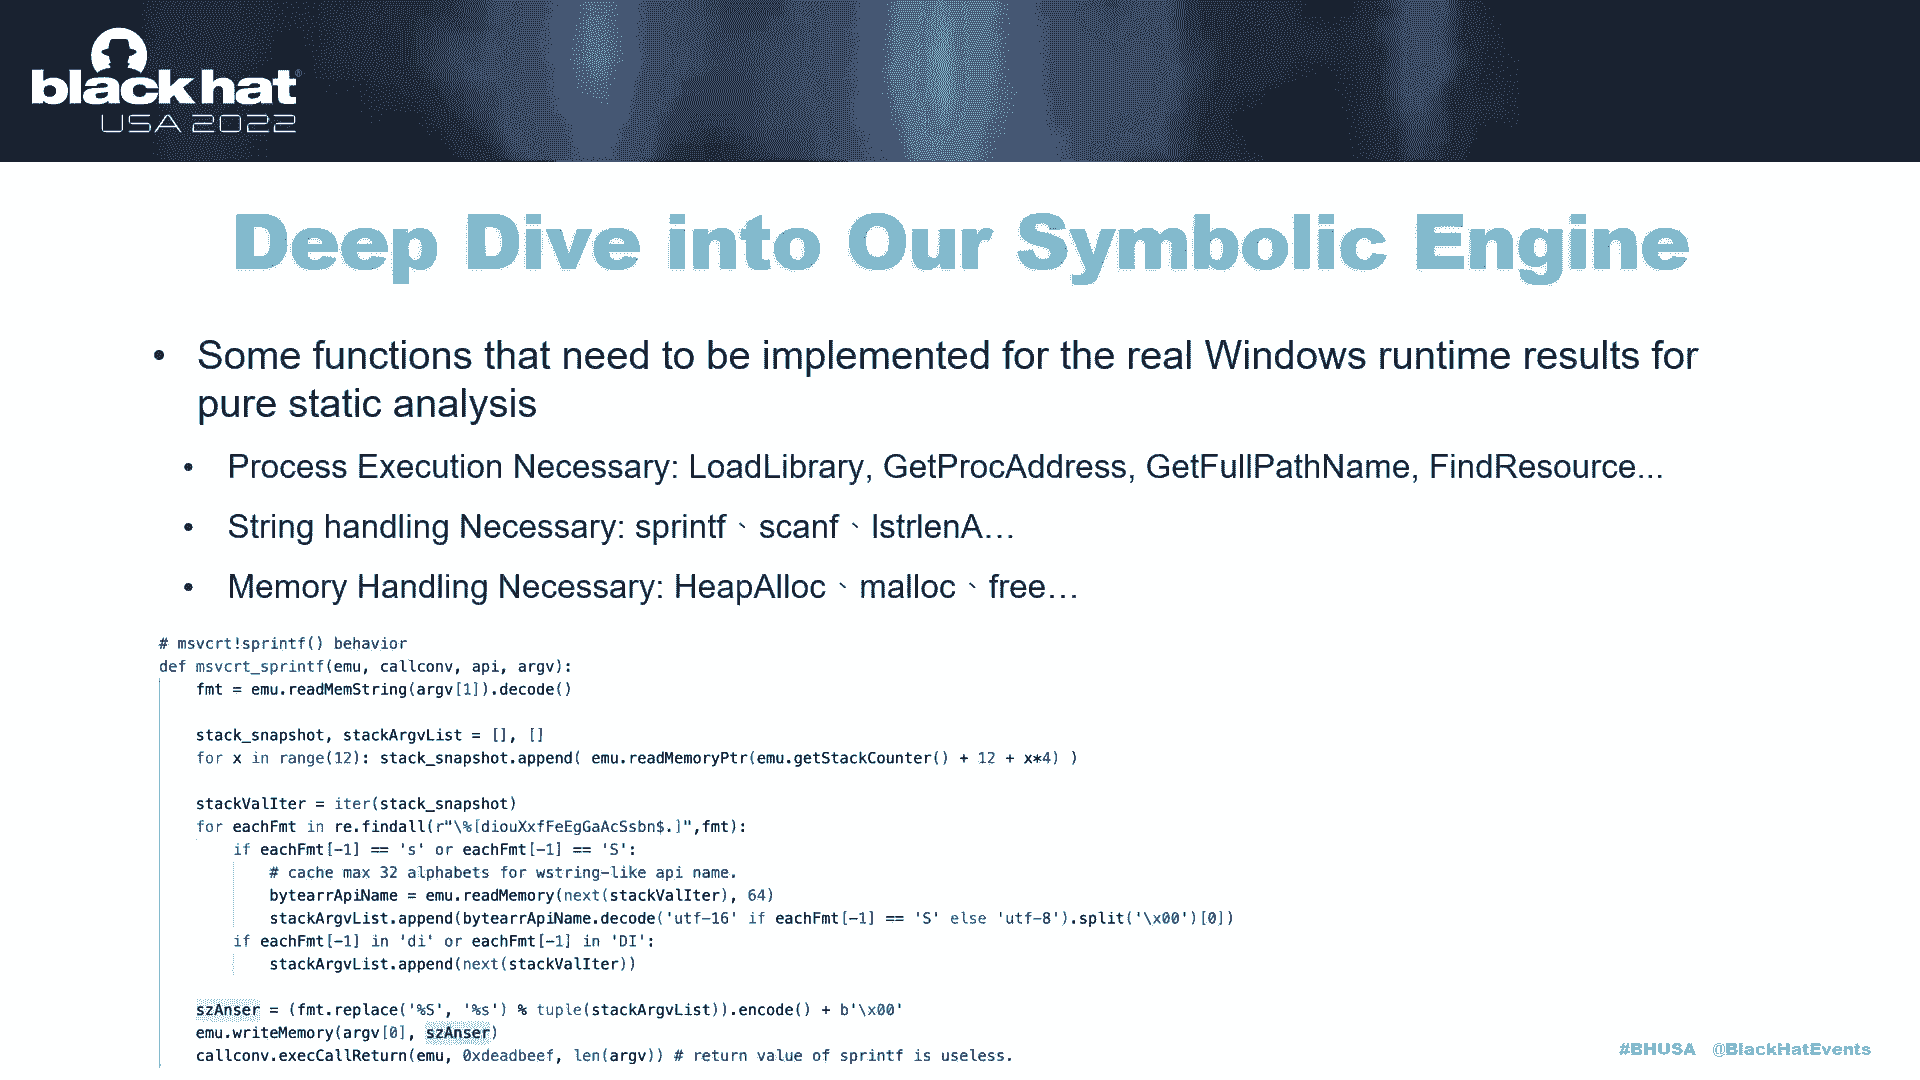 black hat
USA 2022
Deep Dive into Our Symbolic Engine
• Some functions that need to be implemented for the real Windows runtime results for
pure static analysis
• Process Execution Necessary: LoadLibrary, GetProcAddress, GetFullPathName, FindResource...
• String handling Necessary: sprintf、scanf、lstrlenA…
• Memory Handling Necessary: HeapAlloc、malloc、free…
# msvcrt!sprintf() behavior
def msvcrt_sprintf(emu, callconv, api, argv):
    fmt = emu.readMemString(argv[1]).decode()
    stack_snapshot, stackArgvList = [], []
    for x in range(12): stack_snapshot.append( emu.readMemoryPtr(emu.getStackCounter() + 12 + x*4) )
    stackValIter = iter(stack_snapshot)
    for eachFmt in re.findall(r"\%[diouXxfFeEgGaAcSsbn$.]",fmt):
        if eachFmt[-1] == 's' or eachFmt[-1] == 'S':
            # cache max 32 alphabets for wstring-like api name.
            bytearrApiName = emu.readMemory(next(stackValIter), 64)
            stackArgvList.append(bytearrApiName.decode('utf-16' if eachFmt[-1] == 'S' else 'utf-8').split('\x00')[0])
        if eachFmt[-1] in 'di' or eachFmt[-1] in 'DI':
            stackArgvList.append(next(stackValIter))
    szAnser = (fmt.replace('%S', '%s') % tuple(stackArgvList)).encode() + b'\x00'
    emu.writeMemory(argv[0], szAnser)
    callconv.execCallReturn(emu, 0xdeadbeef, len(argv)) # return value of sprintf is useless.
#BHUSA @BlackHatEvents